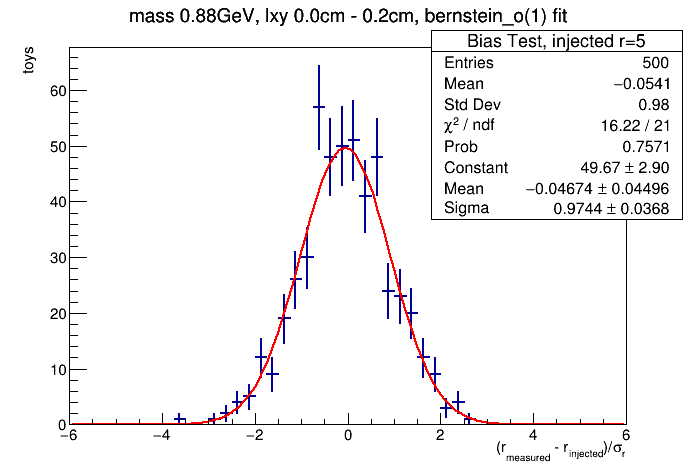 mass 0.88GeV, lxy 0.0cm - 0.2cm, bernstein_o(1) fit
Bias Test, injected r=5
Entries 500
Mean −0.0541
Std Dev 0.98
χ² / ndf 16.22 / 21
Prob 0.7571
Constant 49.67 ± 2.90
Mean −0.04674 ± 0.04496
Sigma 0.9744 ± 0.0368
toys
60
50
40
30
20
10
0
−6 −4 −2 0 2 4 6
(r_measured - r_injected)/σ_r